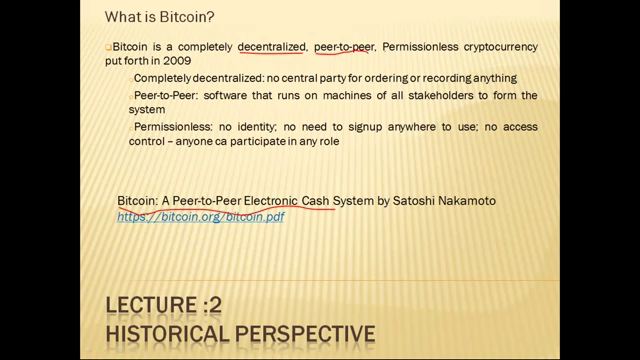 What is Bitcoin?
Bitcoin is a completely decentralized, peer-to-peer, Permissionless cryptocurrency
put forth in 2009
Completely decentralized: no central party for ordering or recording anything
Peer-to-Peer: software that runs on machines of all stakeholders to form the
system
Permissionless: no identity; no need to signup anywhere to use; no access
control – anyone ca participate in any role
Bitcoin: A Peer-to-Peer Electronic Cash System by Satoshi Nakamoto
https://bitcoin.org/bitcoin.pdf
LECTURE :2
HISTORICAL PERSPECTIVE